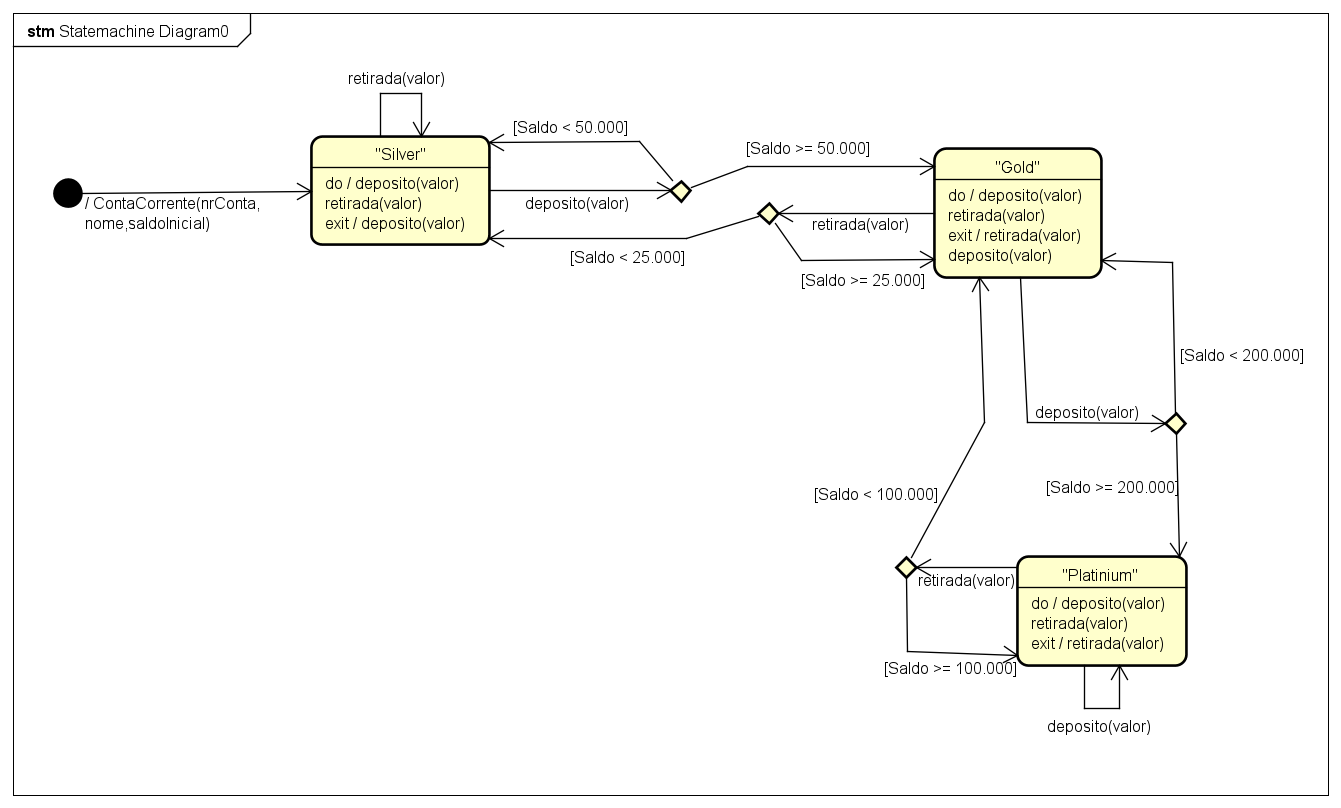 stm Statemachine Diagram0
retirada(valor)
[Saldo < 50.000]
[Saldo >= 50.000]
"Silver"
do / deposito(valor)
retirada(valor)
exit / deposito(valor)
/ ContaCorrente(nrConta,
nome,saldoInicial)
deposito(valor)
retirada(valor)
[Saldo < 25.000]
[Saldo >= 25.000]
"Gold"
do / deposito(valor)
retirada(valor)
exit / retirada(valor)
deposito(valor)
[Saldo < 200.000]
deposito(valor)
[Saldo >= 200.000]
[Saldo < 100.000]
retirada(valor)
[Saldo >= 100.000]
"Platinium"
do / deposito(valor)
retirada(valor)
exit / retirada(valor)
deposito(valor)